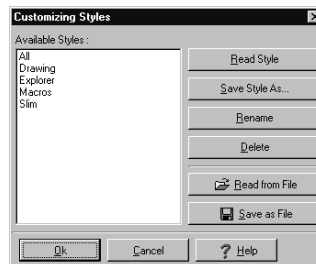 Customizing Styles
Available Styles :
All
Drawing
Explorer
Macros
Slim
Read Style
Save Style As...
Rename
Delete
Read from File
Save as File
Ok
Cancel
? Help